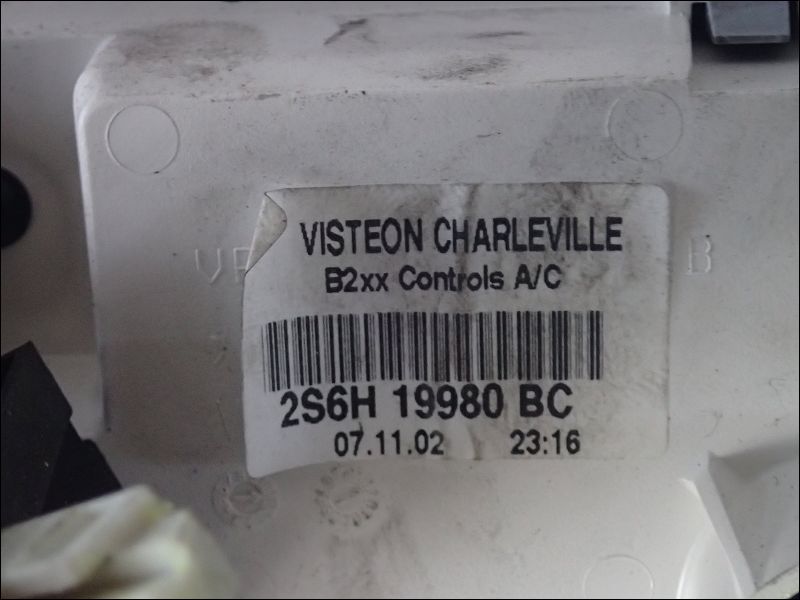 VISTEON CHARLEVILLE
B2xx Controls A/C
2S6H 19980 BC
07.11.02 23:16
B